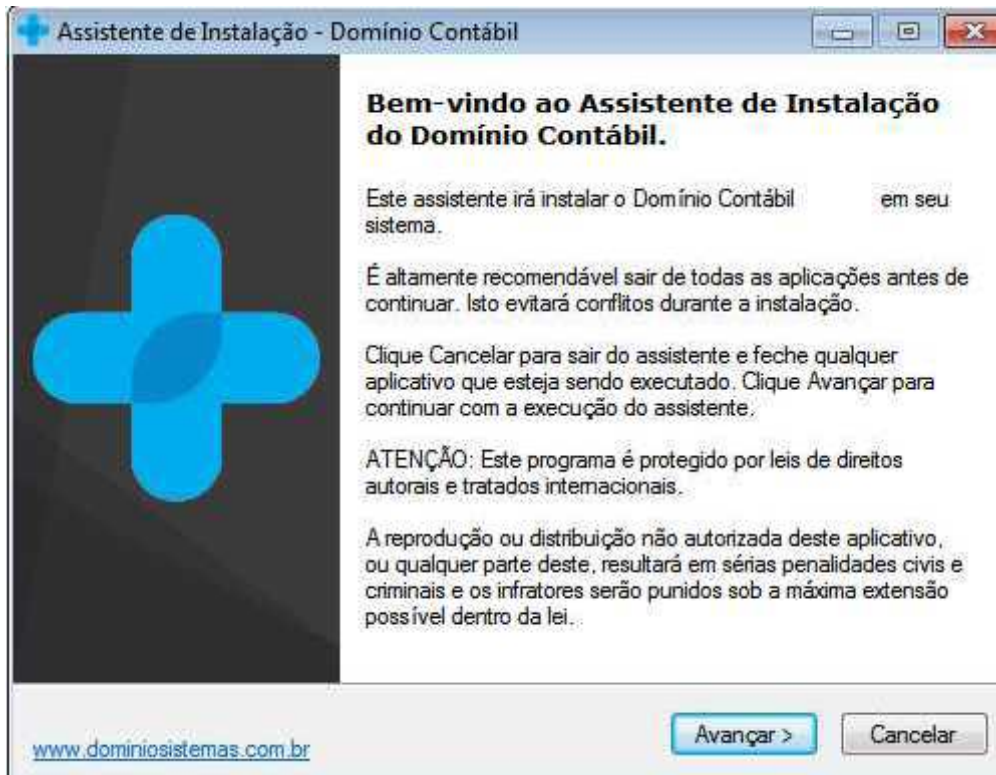 Assistente de Instalação - Domínio Contábil
Bem-vindo ao Assistente de Instalação
do Domínio Contábil.
Este assistente irá instalar o Domínio Contábil em seu
sistema.
É altamente recomendável sair de todas as aplicações antes de
continuar. Isto evitará conflitos durante a instalação.
Clique Cancelar para sair do assistente e feche qualquer
aplicativo que esteja sendo executado. Clique Avançar para
continuar com a execução do assistente.
ATENÇÃO: Este programa é protegido por leis de direitos
autorais e tratados internacionais.
A reprodução ou distribuição não autorizada deste aplicativo,
ou qualquer parte deste, resultará em sérias penalidades civis e
criminais e os infratores serão punidos sob a máxima extensão
possível dentro da lei.
www.dominiosistemas.com.br
Avançar >
Cancelar